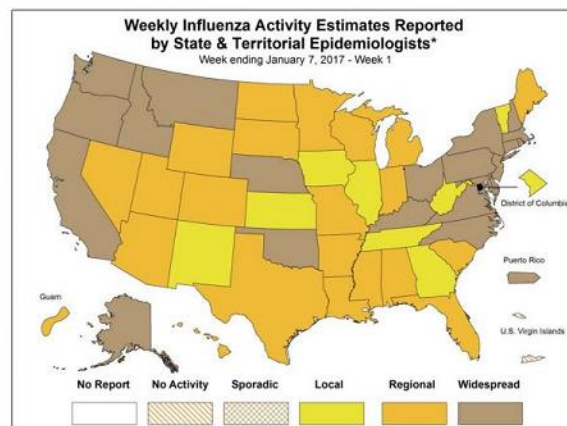 Weekly Influenza Activity Estimates Reported
by State & Territorial Epidemiologists*
Week ending January 7, 2017 - Week 1
District of Columbia
Puerto Rico
Guam
U.S. Virgin Islands
No Report
No Activity
Sporadic
Local
Regional
Widespread